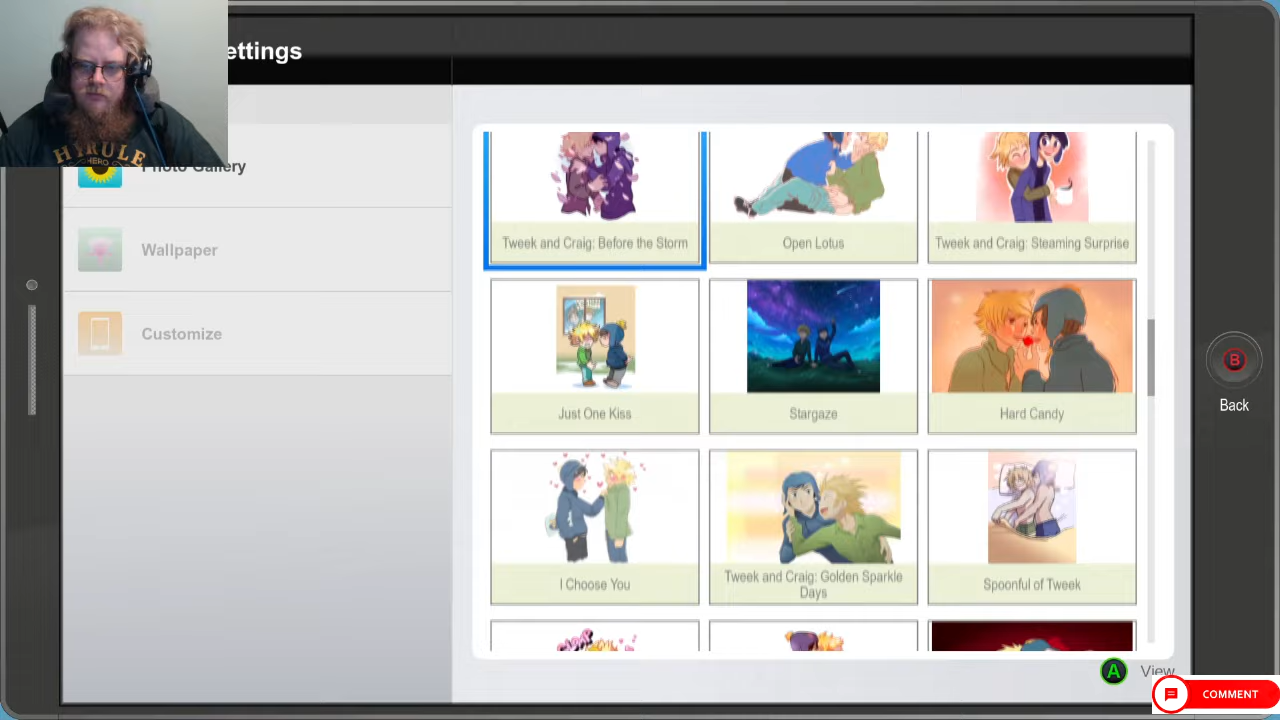 ettings
HYRULE
HERO
Photo Gallery
Wallpaper
Customize
Tweek and Craig: Before the Storm
Open Lotus
Tweek and Craig: Steaming Surprise
Just One Kiss
Stargaze
Hard Candy
I Choose You
Tweek and Craig: Golden Sparkle
Days
Spoonful of Tweek
B
Back
A View
COMMENT